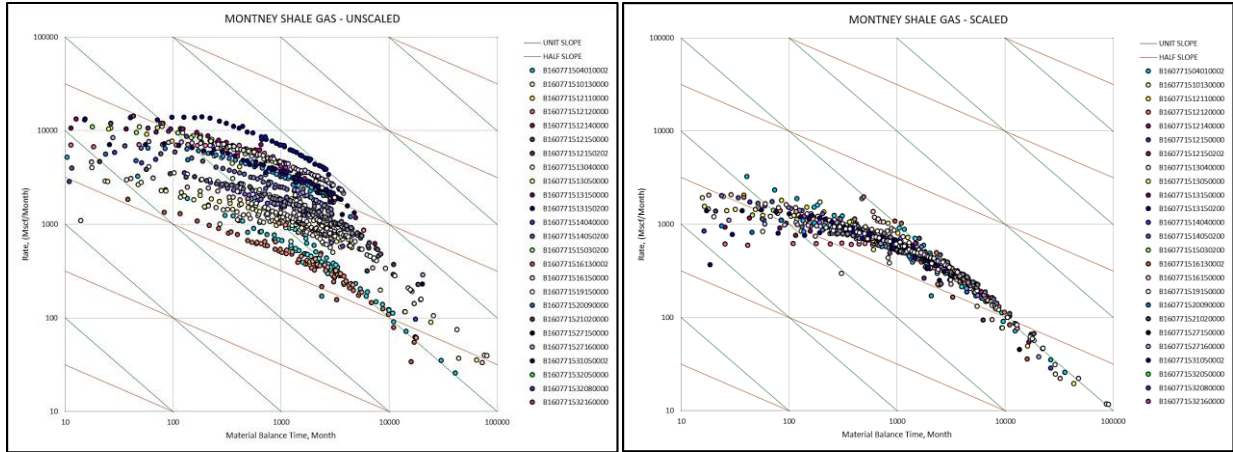 MONTNEY SHALE GAS - UNSCALED
100000
10000
1000
100
10
10
100
1000
10000
100000
Rate, (Mscf/Month)
Material Balance Time, Month
UNIT SLOPE
HALF SLOPE
B160771504010002
B160771510130000
B160771512110000
B160771512120000
B160771512140000
B160771512150000
B160771512150202
B160771513040000
B160771513050000
B160771513150000
B160771513150200
B160771514040000
B160771514050200
B160771515030200
B160771516130002
B160771516150000
B160771519150000
B160771520090000
B160771521020000
B160771527150000
B160771527160000
B160771531050002
B160771532050000
B160771532080000
B160771532160000
MONTNEY SHALE GAS - SCALED
100000
10000
1000
100
10
10
100
1000
10000
100000
Rate, (Mscf/Month)
Material Balance Time, Month
UNIT SLOPE
HALF SLOPE
B160771504010002
B160771510130000
B160771512110000
B160771512120000
B160771512140000
B160771512150000
B160771512150202
B160771513040000
B160771513050000
B160771513150000
B160771513150200
B160771514040000
B160771514050200
B160771515030200
B160771516130002
B160771516150000
B160771519150000
B160771520090000
B160771521020000
B160771527150000
B160771527160000
B160771531050002
B160771532050000
B160771532080000
B160771532160000